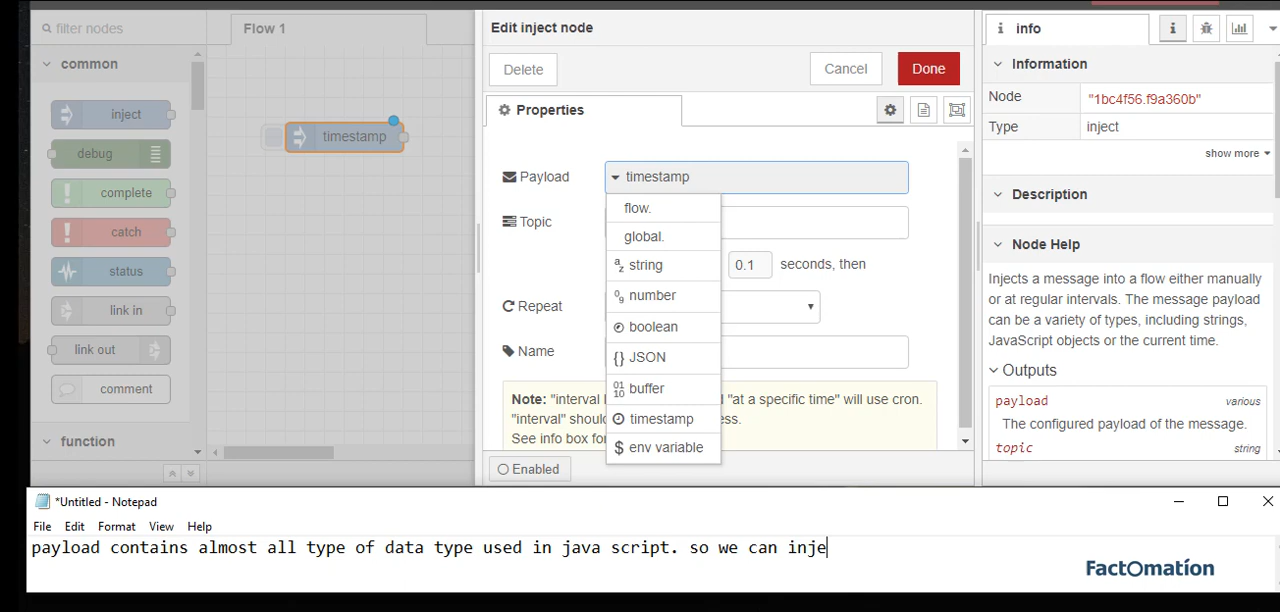 filter nodes
Flow 1
common
inject
debug
complete
catch
status
link in
link out
comment
function
timestamp
Edit inject node
Delete
Cancel
Done
Properties
Payload
timestamp
flow.
global.
string
number
boolean
JSON
buffer
timestamp
env variable
Topic
0.1 seconds, then
Repeat
Name
Note: "interval "at a specific time" will use cron.
"interval" shoul
See info box for
Enabled
info
Information
Node "1bc4f56.f9a360b"
Type inject
show more
Description
Node Help
Injects a message into a flow either manually
or at regular intervals. The message payload
can be a variety of types, including strings,
JavaScript objects or the current time.
Outputs
payload various
The configured payload of the message.
topic string
*Untitled - Notepad
File Edit Format View Help
payload contains almost all type of data type used in java script. so we can inje
FactOmation